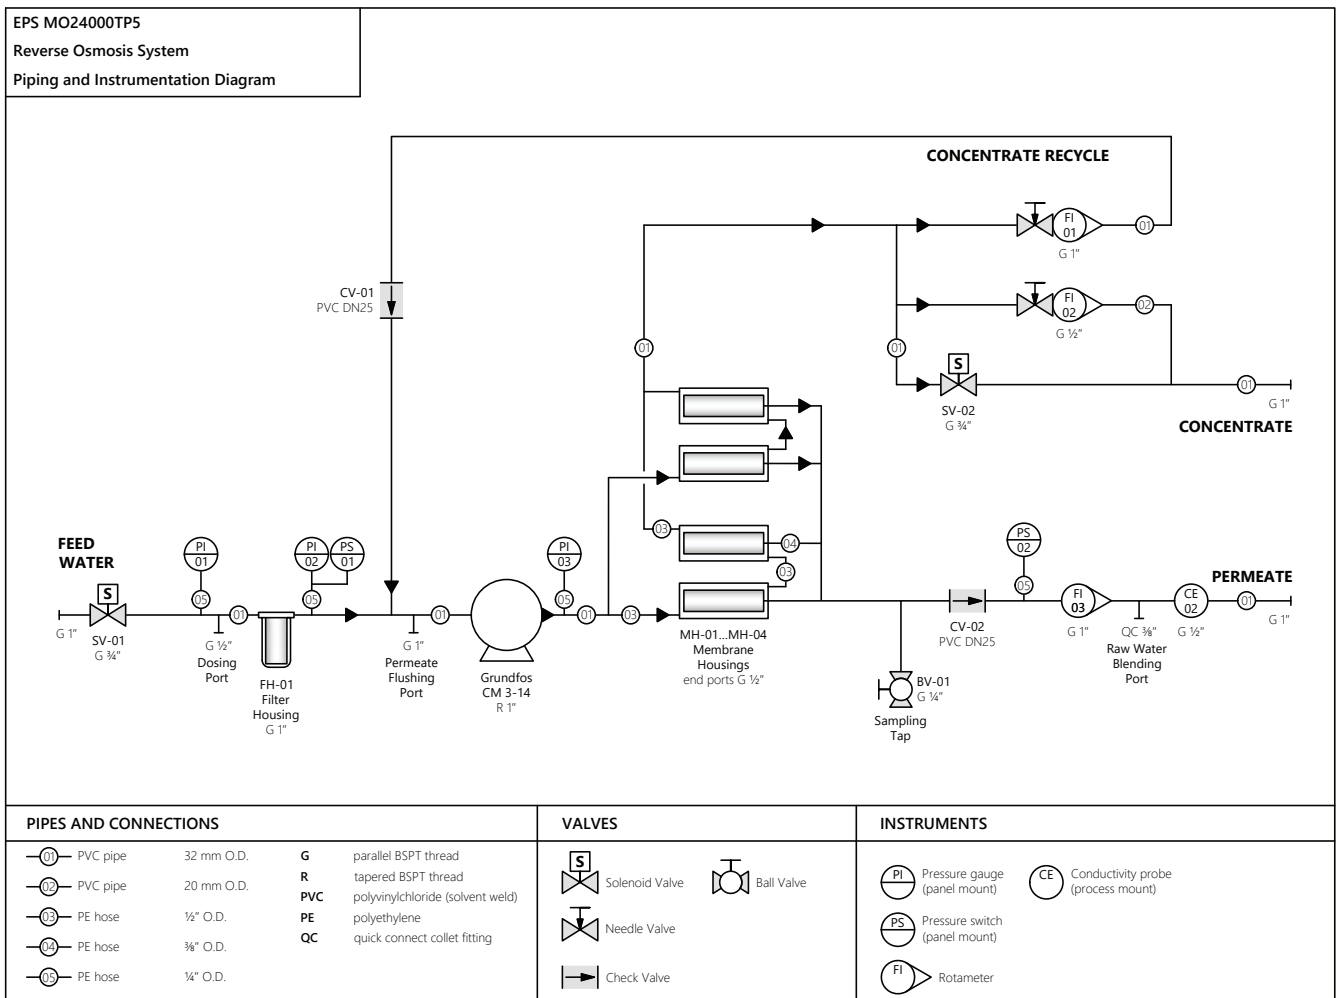 EPS MO24000TP5
Reverse Osmosis System
Piping and Instrumentation Diagram
CONCENTRATE RECYCLE
FI
01
01
G 1"
CV-01
PVC DN25
FI
02
02
G ½"
01
01
S
SV-02
G ¾"
01
G 1"
CONCENTRATE
FEED
WATER
G 1"
S
SV-01
G ¾"
PI
01
05
G ½"
Dosing
Port
01
FH-01
Filter
Housing
G 1"
PI
02
PS
01
05
G 1"
Permeate
Flushing
Port
01
Grundfos
CM 3-14
R 1"
PI
03
05
01
03
03
04
03
MH-01...MH-04
Membrane
Housings
end ports G ½"
BV-01
G ¼"
Sampling
Tap
CV-02
PVC DN25
PS
02
05
FI
03
G 1"
QC ⅜"
Raw Water
Blending
Port
CE
02
G ½"
PERMEATE
01
G 1"
PIPES AND CONNECTIONS
01 PVC pipe 32 mm O.D.
02 PVC pipe 20 mm O.D.
03 PE hose ½" O.D.
04 PE hose ⅜" O.D.
05 PE hose ¼" O.D.
G parallel BSPT thread
R tapered BSPT thread
PVC polyvinylchloride (solvent weld)
PE polyethylene
QC quick connect collet fitting
VALVES
S Solenoid Valve
Ball Valve
Needle Valve
Check Valve
INSTRUMENTS
PI Pressure gauge
(panel mount)
CE Conductivity probe
(process mount)
PS Pressure switch
(panel mount)
FI Rotameter